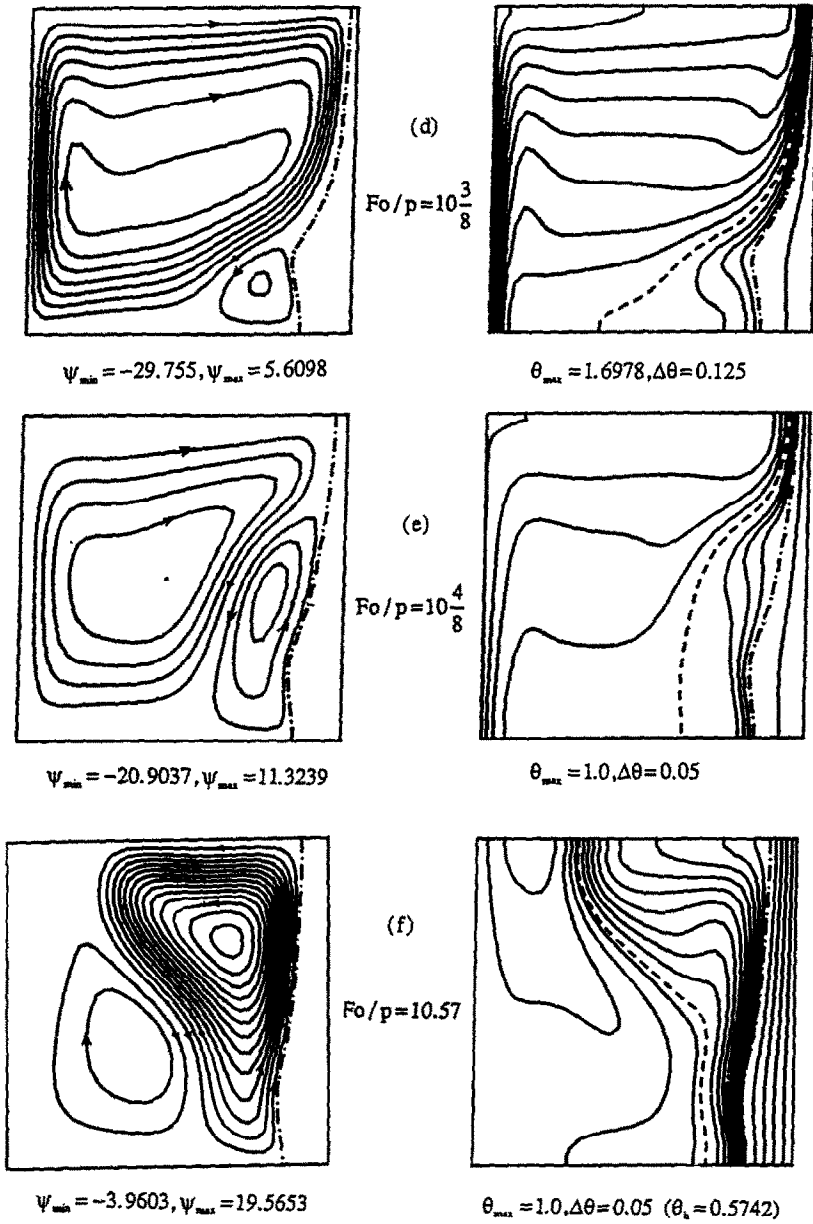 (d)
Fo/p=10 3/8
ψmin=-29.755, ψmax=5.6098
θmax=1.6978, Δθ=0.125
(e)
Fo/p=10 4/8
ψmin=-20.9037, ψmax=11.3239
θmax=1.0, Δθ=0.05
(f)
Fo/p=10.57
ψmin=-3.9603, ψmax=19.5653
θmax=1.0, Δθ=0.05 (θh=0.5742)